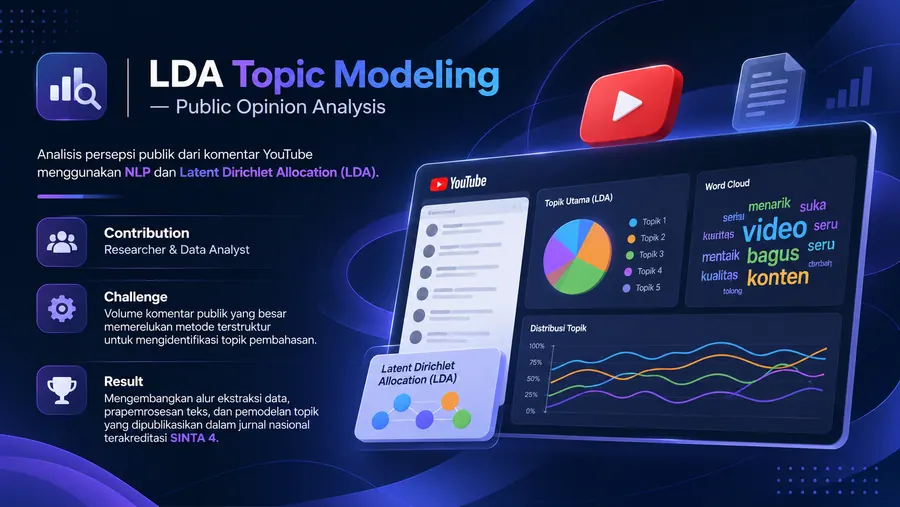 LDA Topic Modeling
— Public Opinion Analysis
Analisis persepsi publik dari komentar YouTube
menggunakan NLP dan Latent Dirichlet Allocation (LDA).
Contribution
Researcher & Data Analyst
Challenge
Volume komentar publik yang besar
memerelukan metode terstruktur
untuk mengidentifikasi topik pembahasan.
Result
Mengembangkan alur ekstraksi data,
prapemrosesan teks, dan pemodelan topik
yang dipublikasikan dalam jurnal nasional
terakreditasi SINTA 4.
YouTube
Topik Utama (LDA)
Topik 1
Topik 2
Topik 3
Topik 4
Topik 5
Word Cloud
menarik
suka
video
seru
mentaik
bagus
seru
kualitas
konten
tolong
Distribusi Topik
100%
75%
50%
25%
0%
Latent Dirichlet
Allocation (LDA)